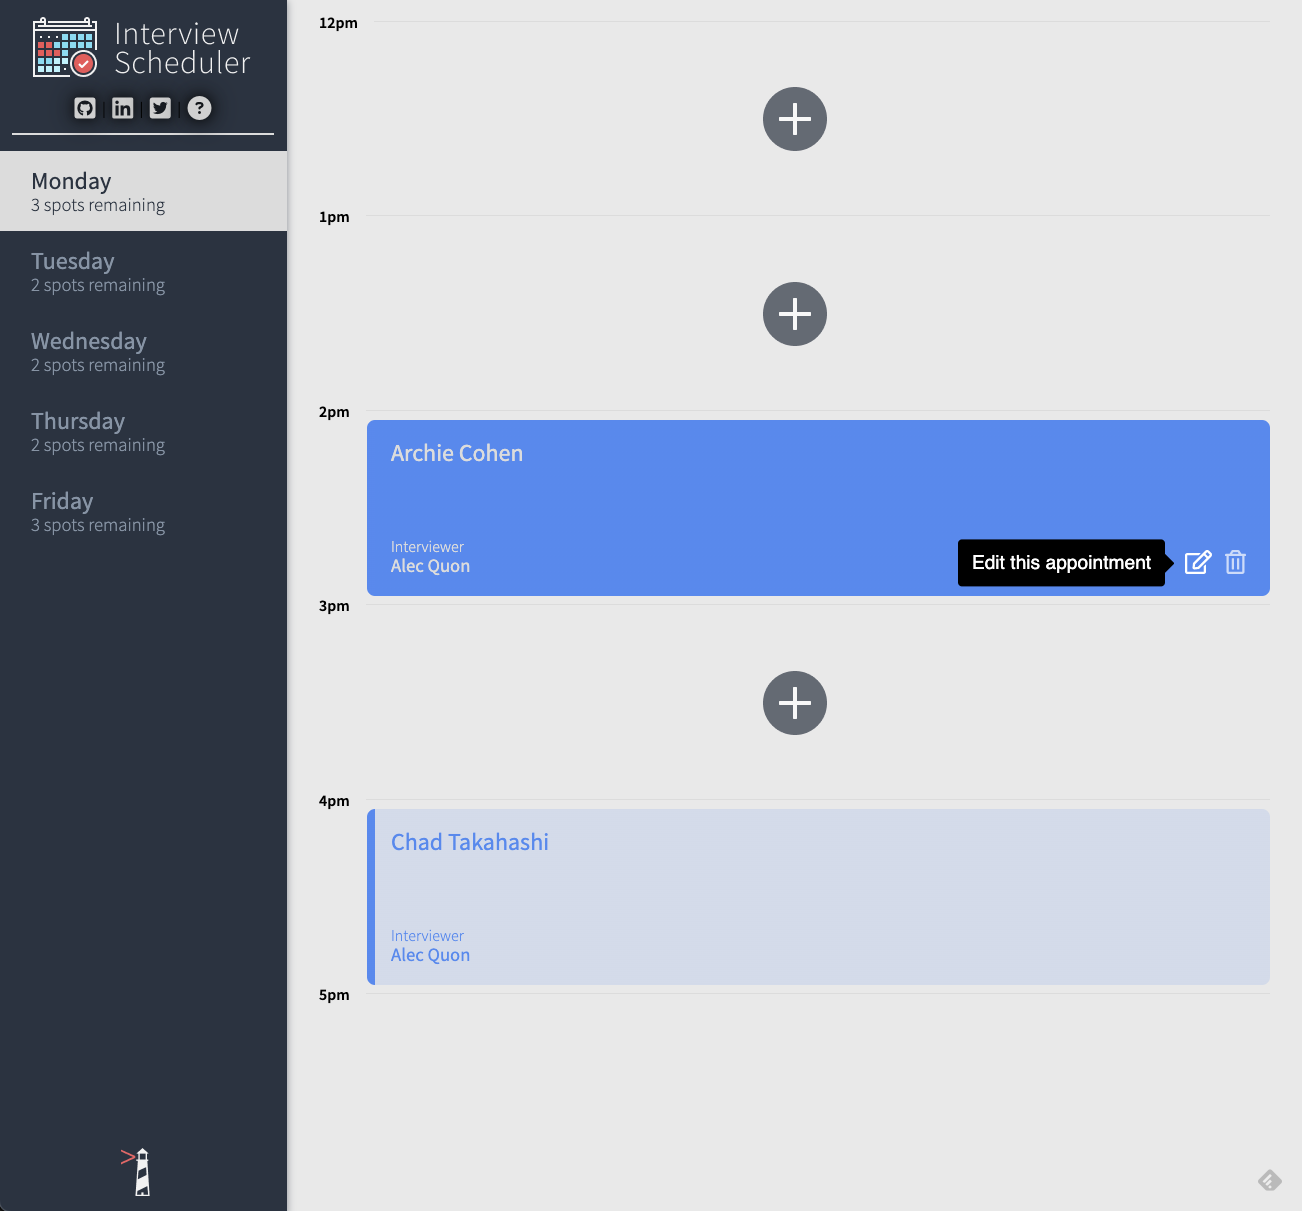 Interview
Scheduler
Monday
3 spots remaining
Tuesday
2 spots remaining
Wednesday
2 spots remaining
Thursday
2 spots remaining
Friday
3 spots remaining
12pm
1pm
2pm
Archie Cohen
Interviewer
Alec Quon
Edit this appointment
3pm
4pm
Chad Takahashi
Interviewer
Alec Quon
5pm